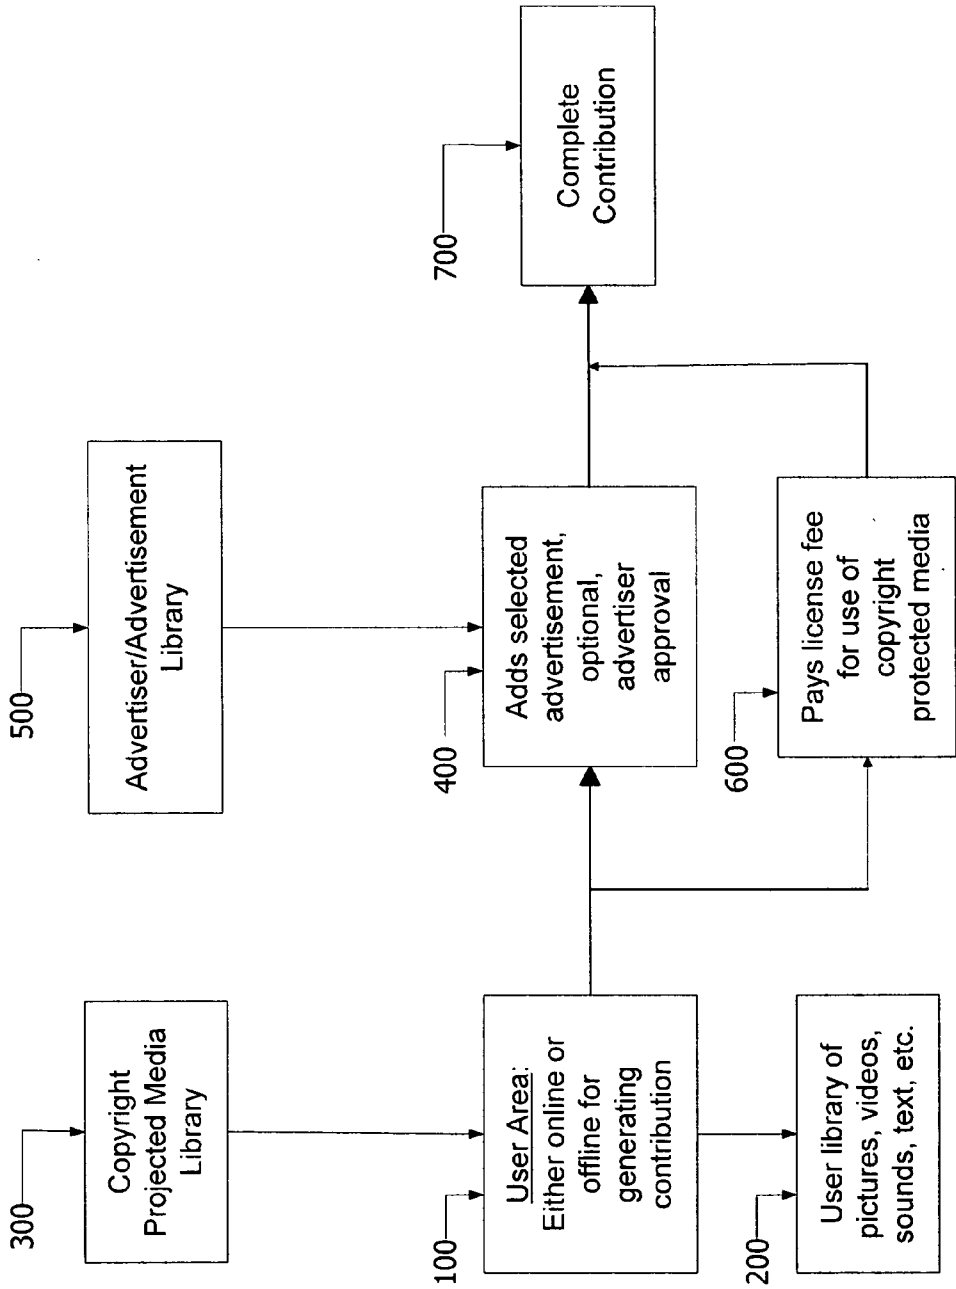 300
Copyright
Projected Media
Library
500
Advertiser/Advertisement
Library
100
User Area:
Either online or
offline for
generating
contribution
400
Adds selected
advertisement,
optional,
advertiser
approval
700
Complete
Contribution
200
User library of
pictures, videos,
sounds, text, etc.
600
Pays license fee
for use of
copyright
protected media